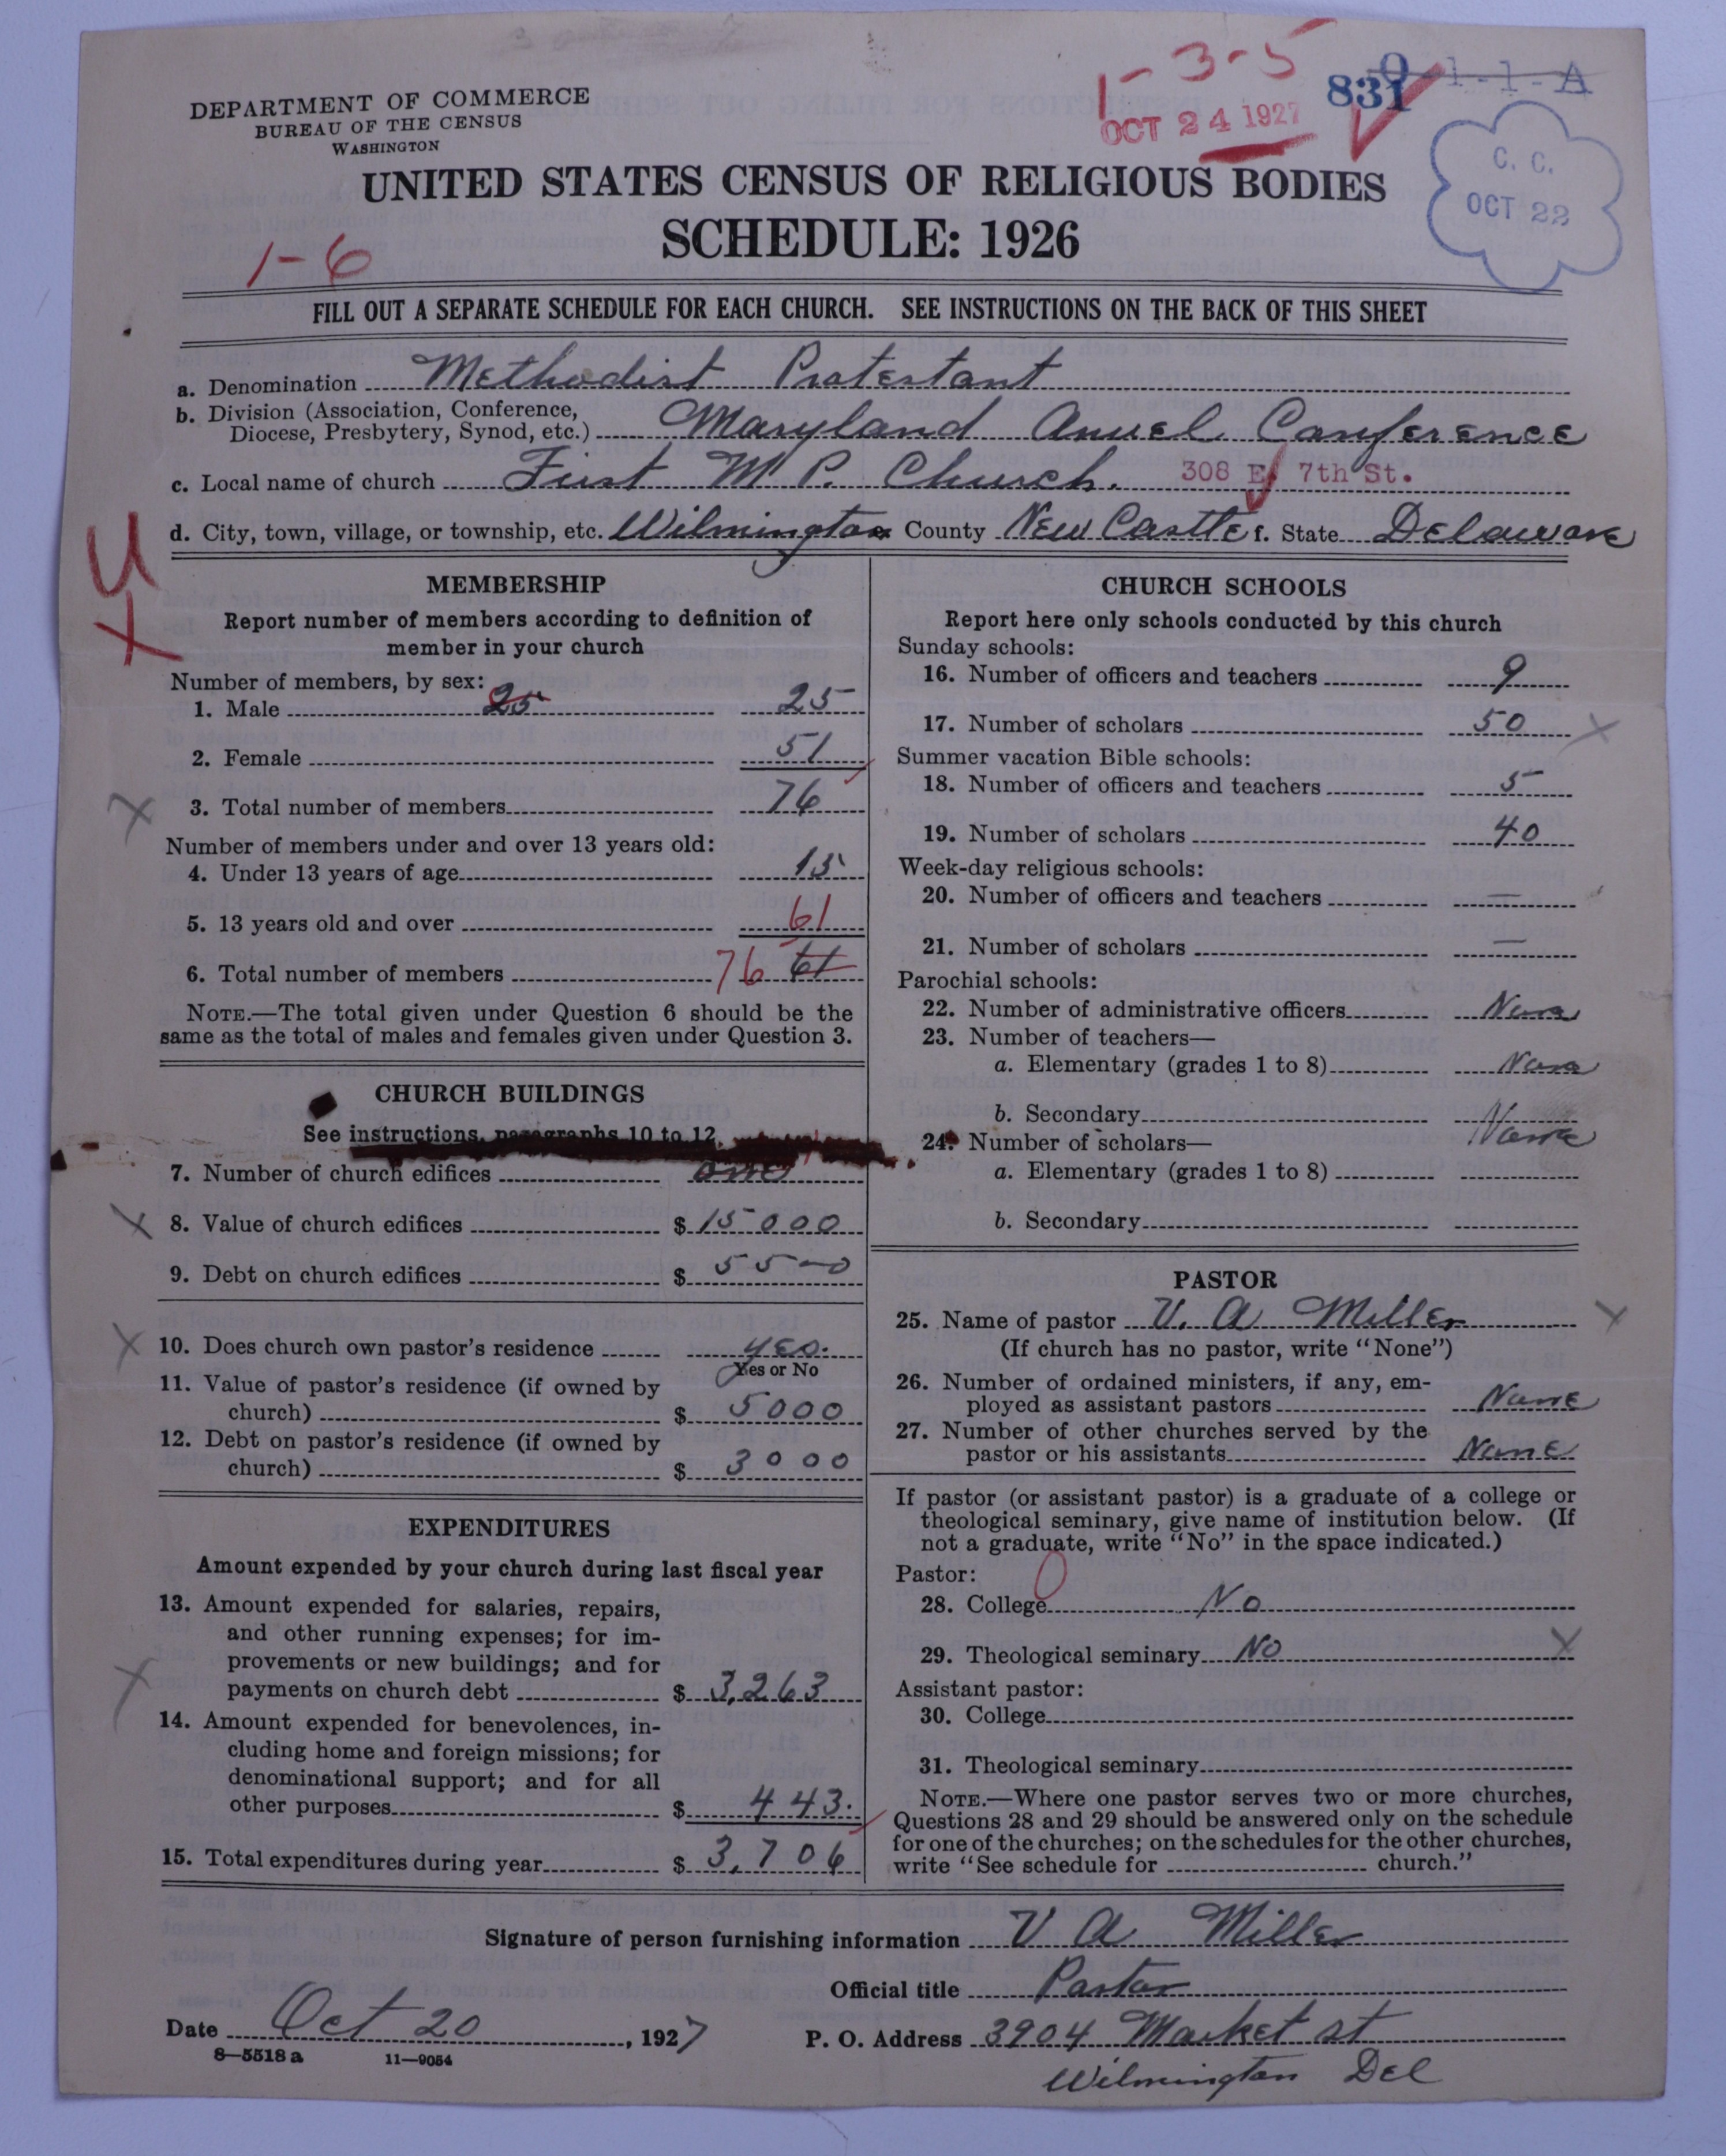 1-3-5
DEPARTMENT OF COMMERCE
BUREAU OF THE CENSUS
WASHINGTON
OCT 24 1927
831
0-1-1-A
C. C.
OCT 22
UNITED STATES CENSUS OF RELIGIOUS BODIES
SCHEDULE: 1926
1-6
FILL OUT A SEPARATE SCHEDULE FOR EACH CHURCH. SEE INSTRUCTIONS ON THE BACK OF THIS SHEET
a. Denomination Methodist Protestant
b. Division (Association, Conference,
Diocese, Presbytery, Synod, etc.) Maryland Anuel Conference
c. Local name of church First M P. Church. 308 E 7th St.
d. City, town, village, or township, etc. Wilmington County New Castle f. State Delaware
MEMBERSHIP
Report number of members according to definition of
member in your church
Number of members, by sex:
1. Male 25 25
2. Female 51
3. Total number of members 76
Number of members under and over 13 years old:
4. Under 13 years of age 15
5. 13 years old and over 61
6. Total number of members 76 61
NOTE.—The total given under Question 6 should be the
same as the total of males and females given under Question 3.
CHURCH BUILDINGS
See instructions, paragraphs 10 to 12
7. Number of church edifices one
8. Value of church edifices $ 15000
9. Debt on church edifices $ 5500
10. Does church own pastor's residence yes.
Yes or No
11. Value of pastor's residence (if owned by
church) $ 5000
12. Debt on pastor's residence (if owned by
church) $ 3000
EXPENDITURES
Amount expended by your church during last fiscal year
13. Amount expended for salaries, repairs,
and other running expenses; for im-
provements or new buildings; and for
payments on church debt $ 3,263
14. Amount expended for benevolences, in-
cluding home and foreign missions; for
denominational support; and for all
other purposes $ 443.
15. Total expenditures during year $ 3,706
CHURCH SCHOOLS
Report here only schools conducted by this church
Sunday schools:
16. Number of officers and teachers 9
17. Number of scholars 50
Summer vacation Bible schools:
18. Number of officers and teachers 5
19. Number of scholars 40
Week-day religious schools:
20. Number of officers and teachers —
21. Number of scholars —
Parochial schools:
22. Number of administrative officers None
23. Number of teachers—
a. Elementary (grades 1 to 8) None
b. Secondary None
24. Number of scholars—
a. Elementary (grades 1 to 8)
b. Secondary
PASTOR
25. Name of pastor V. A Miller
(If church has no pastor, write "None")
26. Number of ordained ministers, if any, em-
ployed as assistant pastors None
27. Number of other churches served by the
pastor or his assistants None
If pastor (or assistant pastor) is a graduate of a college or
theological seminary, give name of institution below. (If
not a graduate, write "No" in the space indicated.)
Pastor: 0
28. College No
29. Theological seminary No
Assistant pastor:
30. College
31. Theological seminary
NOTE.—Where one pastor serves two or more churches,
Questions 28 and 29 should be answered only on the schedule
for one of the churches; on the schedules for the other churches,
write "See schedule for church."
Signature of person furnishing information V A Miller
Official title Pastor
Date Oct 20, 1927
P. O. Address 3904 Market st
Wilmington Del
8—5518 a 11—9054